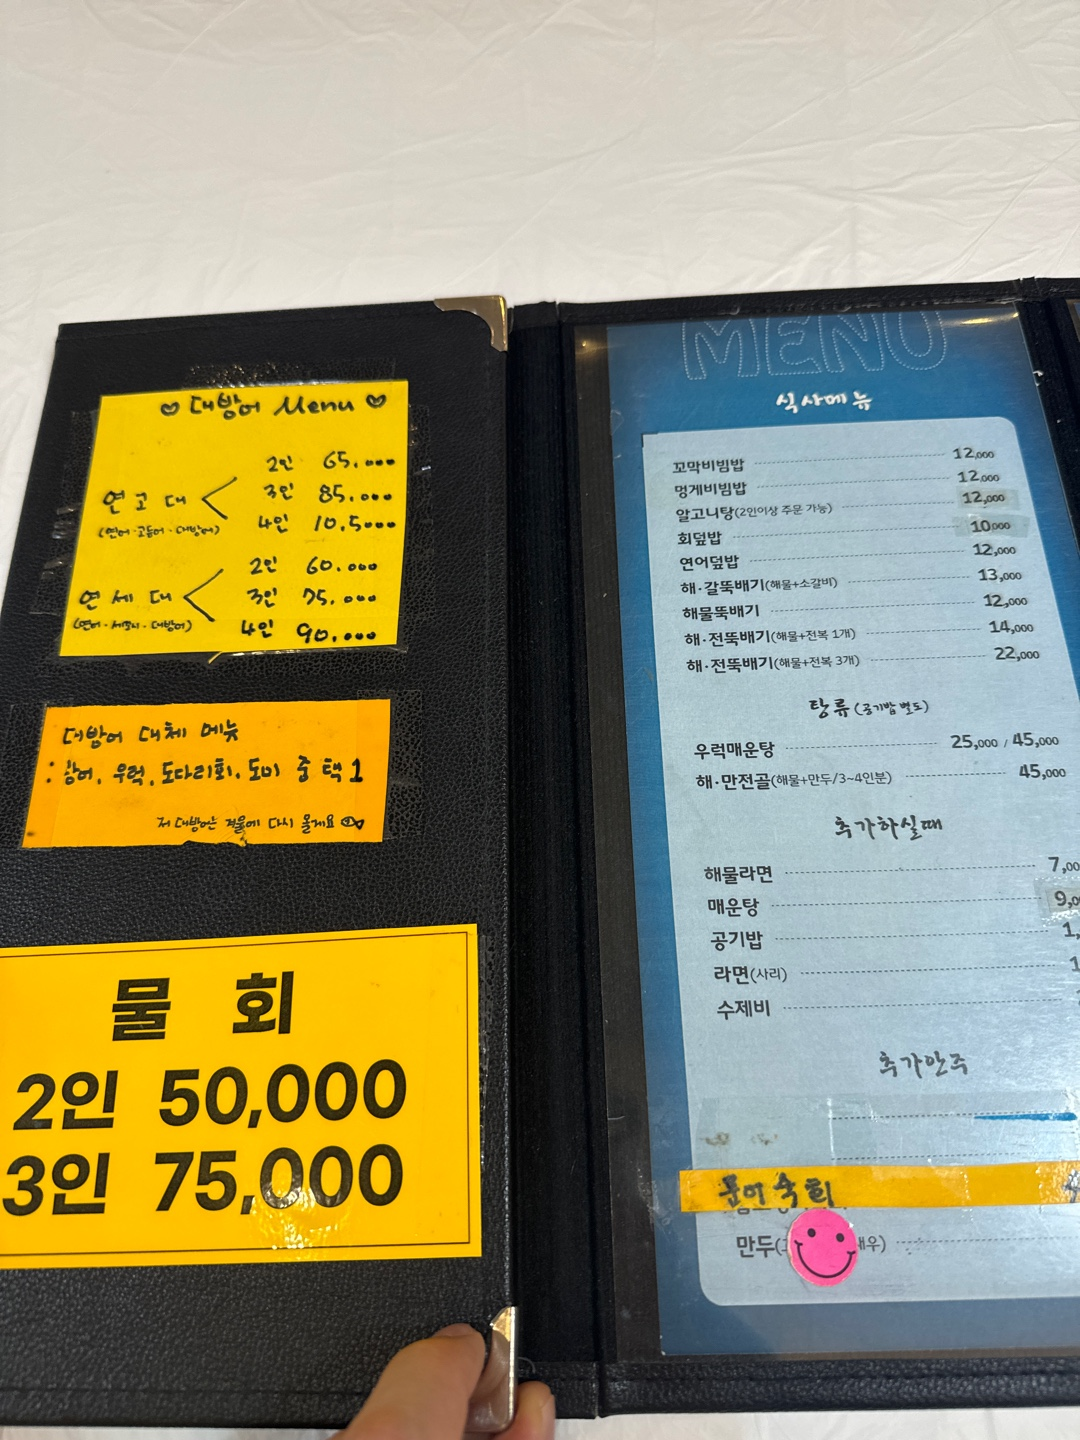 ♡ 대방어 Menu ♡
2인 65.000
연고대 3인 85.000
(연어·고등어·대방어) 4인 10.5000
2인 60.000
연세대 3인 75.000
(연어·세꼬시·대방어) 4인 90.000
대방어 대체 메뉴
: 광어, 우럭, 도다리회, 도미 중 택 1
저 대방어는 겨울에 다시 올게요
물 회
2인 50,000
3인 75,000
MENU
식사메뉴
꼬막비빔밥 12,000
멍게비빔밥 12,000
알고니탕(2인이상 주문 가능) 12,000
회덮밥 10,000
연어덮밥 12,000
해·갈뚝배기(해물+소갈비) 13,000
해물뚝배기 12,000
해·전뚝배기(해물+전복 1개) 14,000
해·전뚝배기(해물+전복 3개) 22,000
탕류(공기밥 별도)
우럭매운탕 25,000 / 45,000
해·만전골(해물+만두/3~4인분) 45,000
추가하실때
해물라면 7,00
매운탕 9,0
공기밥 1,
라면(사리) 1
수제비
추가안주
문어숙회
만두( 새우)